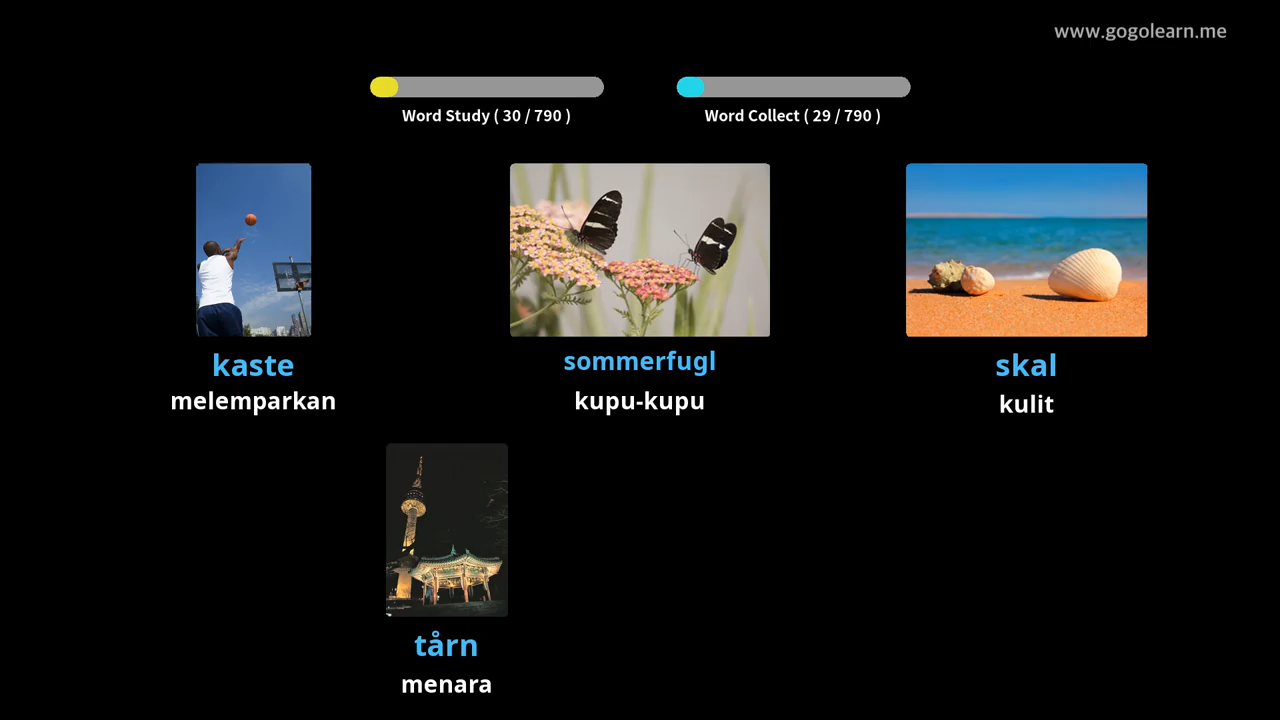 www.gogolearn.me
Word Study ( 30 / 790 )
Word Collect ( 29 / 790 )
kaste
melemparkan
sommerfugl
kupu-kupu
skal
kulit
tårn
menara